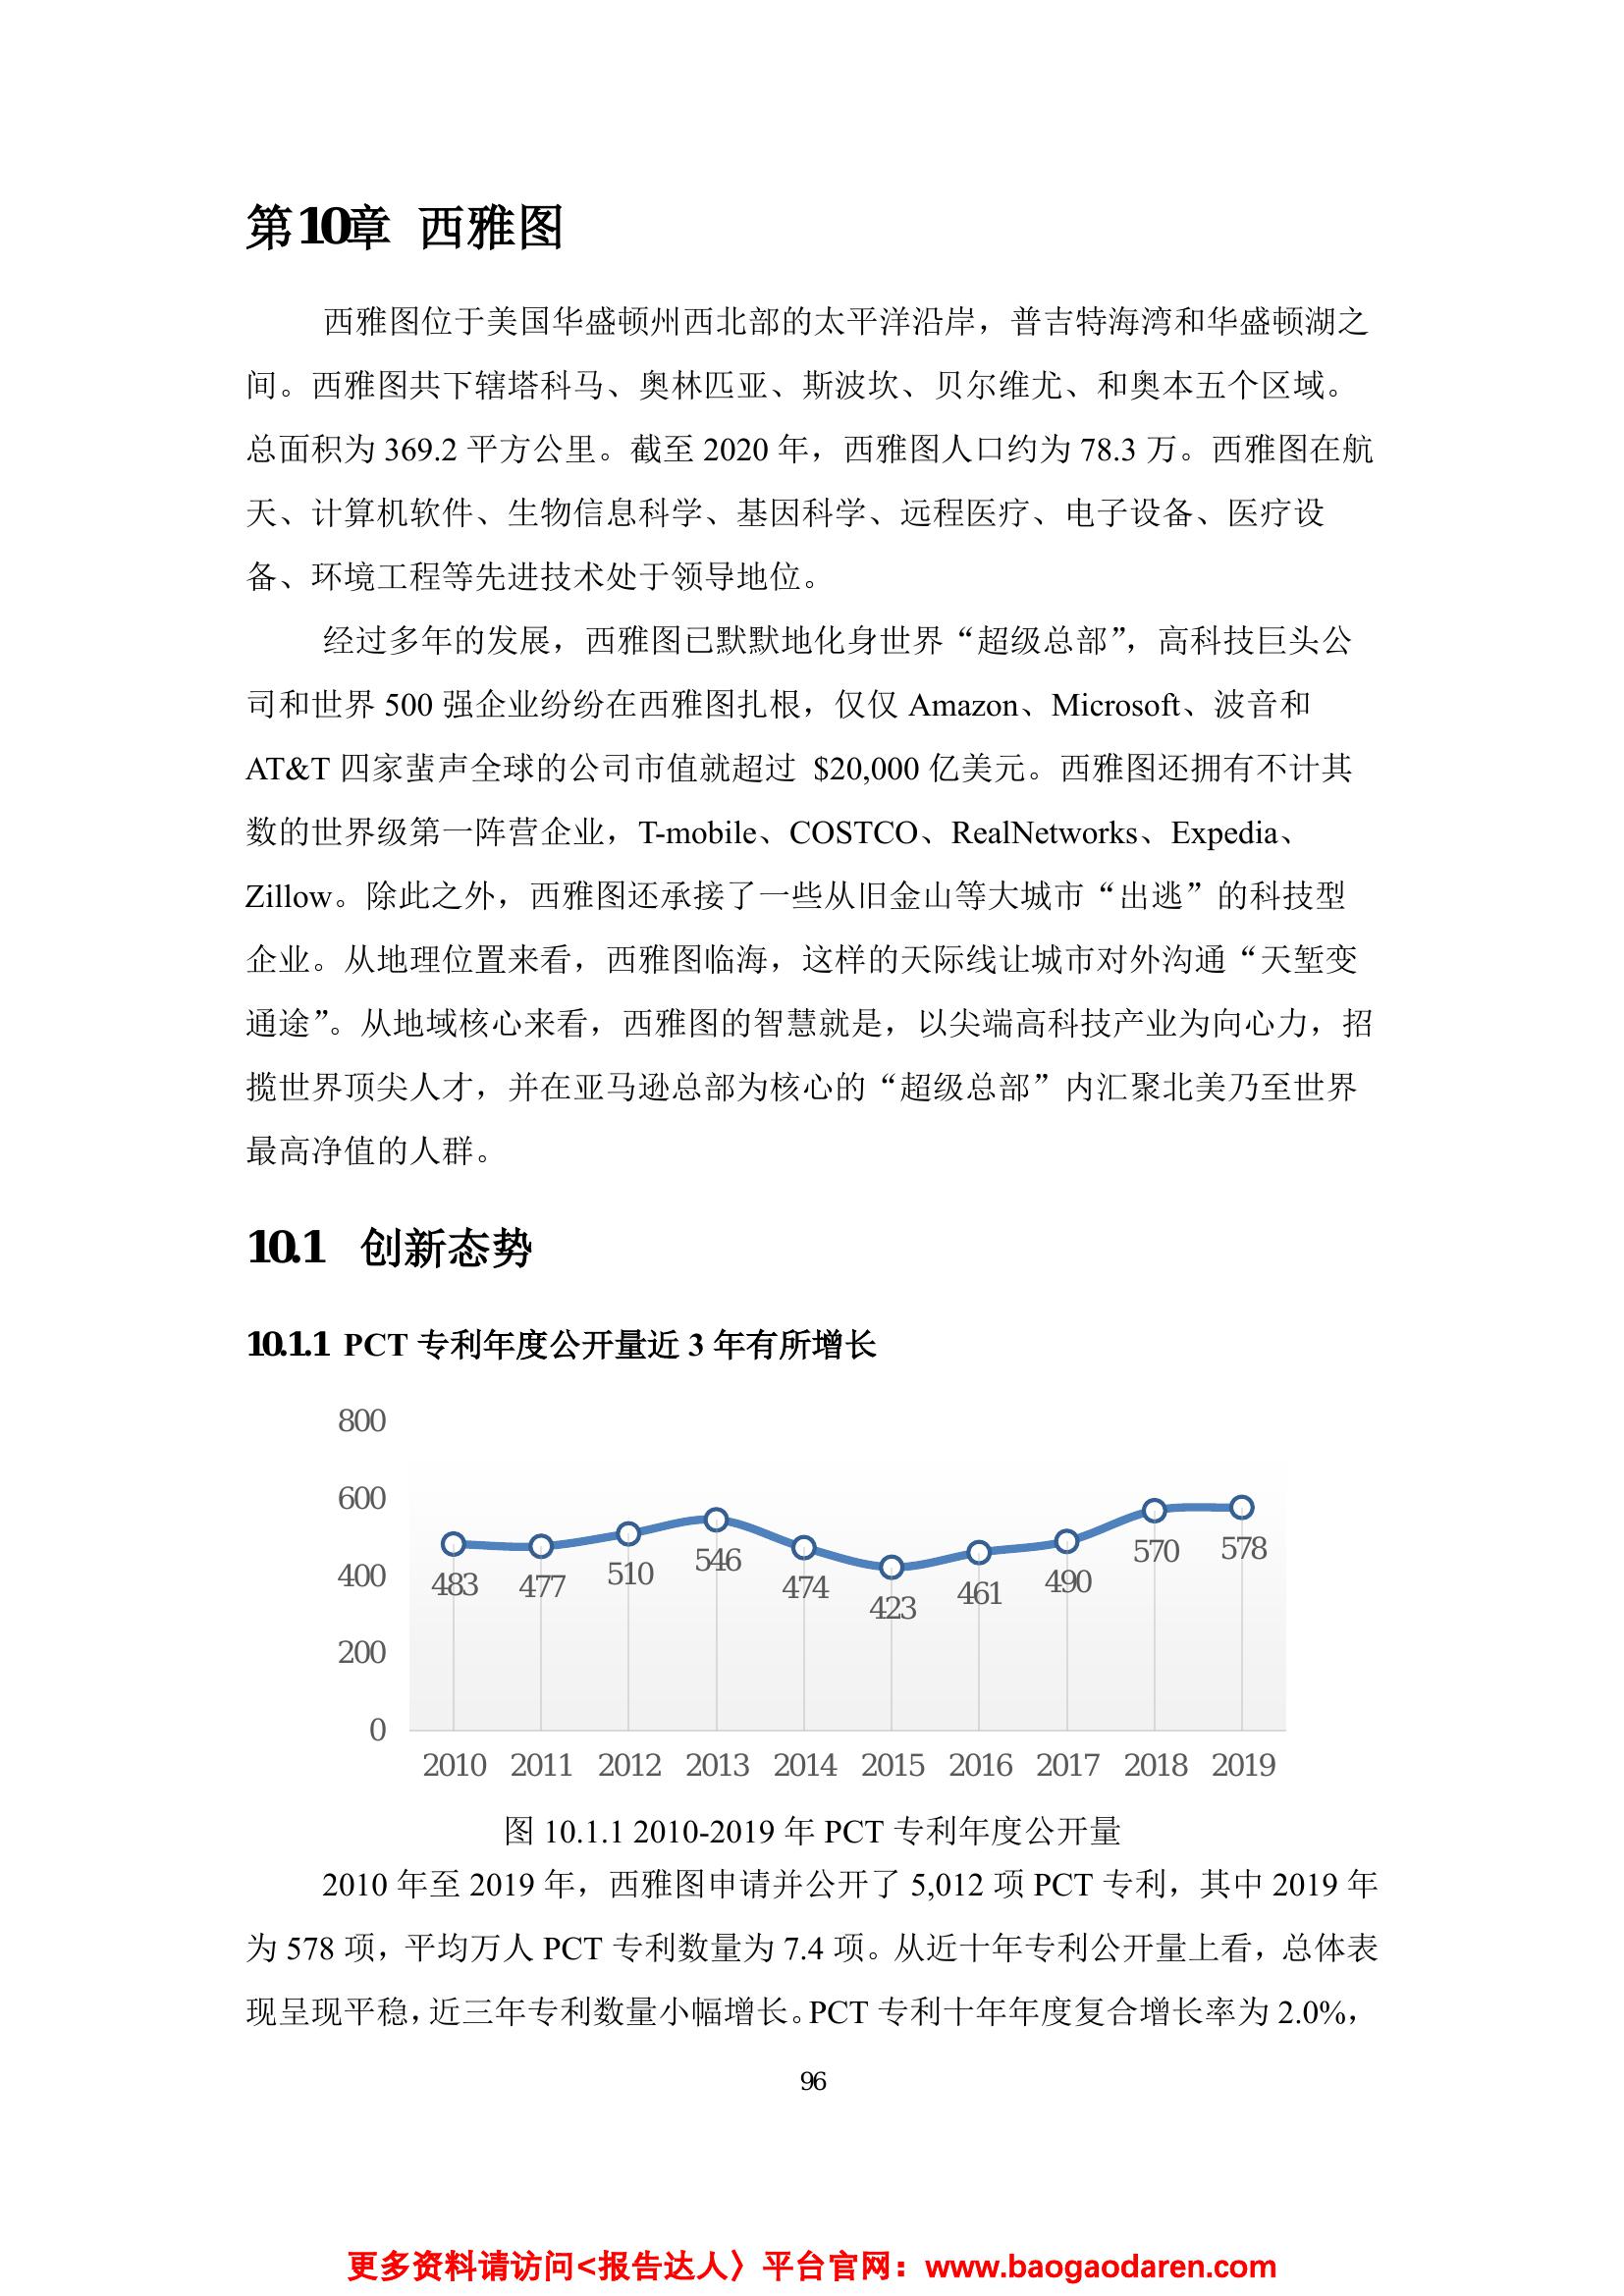 第10章 西雅图
西雅图位于美国华盛顿州西北部的太平洋沿岸，普吉特海湾和华盛顿湖之
间。西雅图共下辖塔科马、奥林匹亚、斯波坎、贝尔维尤、和奥本五个区域。
总面积为 369.2 平方公里。截至 2020 年，西雅图人口约为 78.3 万。西雅图在航
天、计算机软件、生物信息科学、基因科学、远程医疗、电子设备、医疗设
备、环境工程等先进技术处于领导地位。
经过多年的发展，西雅图已默默地化身世界“超级总部”，高科技巨头公
司和世界 500 强企业纷纷在西雅图扎根，仅仅 Amazon、Microsoft、波音和
AT&T 四家蜚声全球的公司市值就超过 $20,000 亿美元。西雅图还拥有不计其
数的世界级第一阵营企业，T-mobile、COSTCO、RealNetworks、Expedia、
Zillow。除此之外，西雅图还承接了一些从旧金山等大城市“出逃”的科技型
企业。从地理位置来看，西雅图临海，这样的天际线让城市对外沟通“天堑变
通途”。从地域核心来看，西雅图的智慧就是，以尖端高科技产业为向心力，招
揽世界顶尖人才，并在亚马逊总部为核心的“超级总部”内汇聚北美乃至世界
最高净值的人群。
10.1 创新态势
10.1.1 PCT 专利年度公开量近 3 年有所增长
800
600
400
200
0
483 477 510 546 474 423 461 490 570 578
2010 2011 2012 2013 2014 2015 2016 2017 2018 2019
图 10.1.1 2010-2019 年 PCT 专利年度公开量
2010 年至 2019 年，西雅图申请并公开了 5,012 项 PCT 专利，其中 2019 年
为 578 项，平均万人 PCT 专利数量为 7.4 项。从近十年专利公开量上看，总体表
现呈现平稳，近三年专利数量小幅增长。PCT 专利十年年度复合增长率为 2.0%，
96
更多资料请访问<报告达人〉平台官网：www.baogaodaren.com